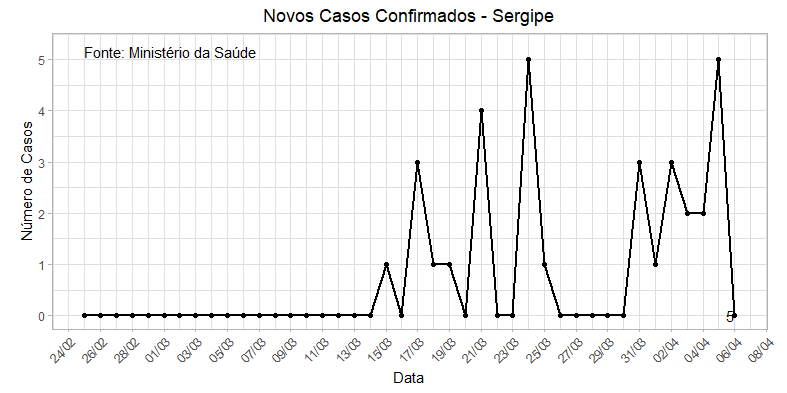 Novos Casos Confirmados - Sergipe
Fonte: Ministério da Saúde
Número de Casos
5
4
3
2
1
0
5
24/02 26/02 28/02 01/03 03/03 05/03 07/03 09/03 11/03 13/03 15/03 17/03 19/03 21/03 23/03 25/03 27/03 29/03 31/03 02/04 04/04 06/04 08/04
Data